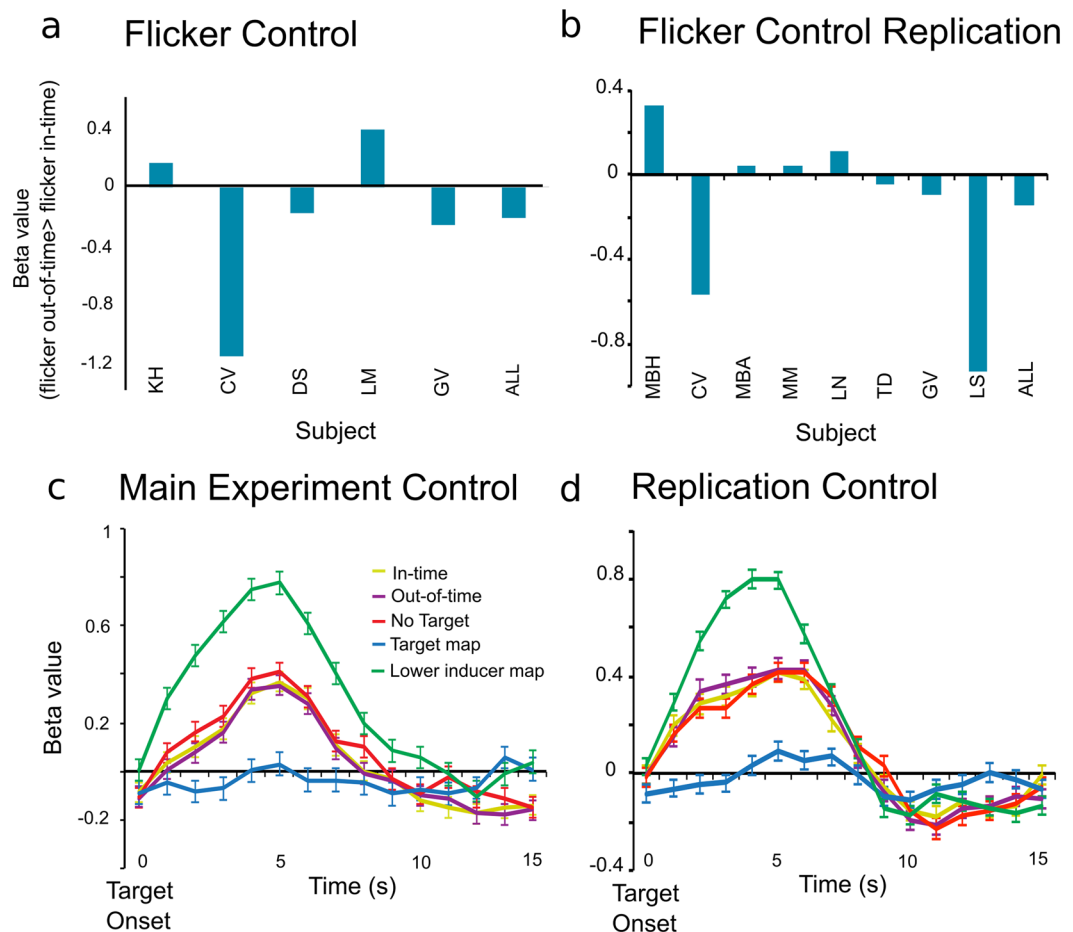 a Flicker Control
Beta value
(flicker out-of-time> flicker in-time)
0.4
0
-0.4
-0.8
-1.2
KH CV DS LM GV ALL
Subject
b Flicker Control Replication
0.4
0
-0.4
-0.8
MBH CV MBA MM LN TD GV LS ALL
Subject
c Main Experiment Control
Beta value
1
0.6
0.2
-0.2
In-time
Out-of-time
No Target
Target map
Lower inducer map
0 5 10 15
Target
Onset
Time (s)
d Replication Control
0.8
0.4
0
-0.4
0 5 10 15
Target
Onset
Time (s)